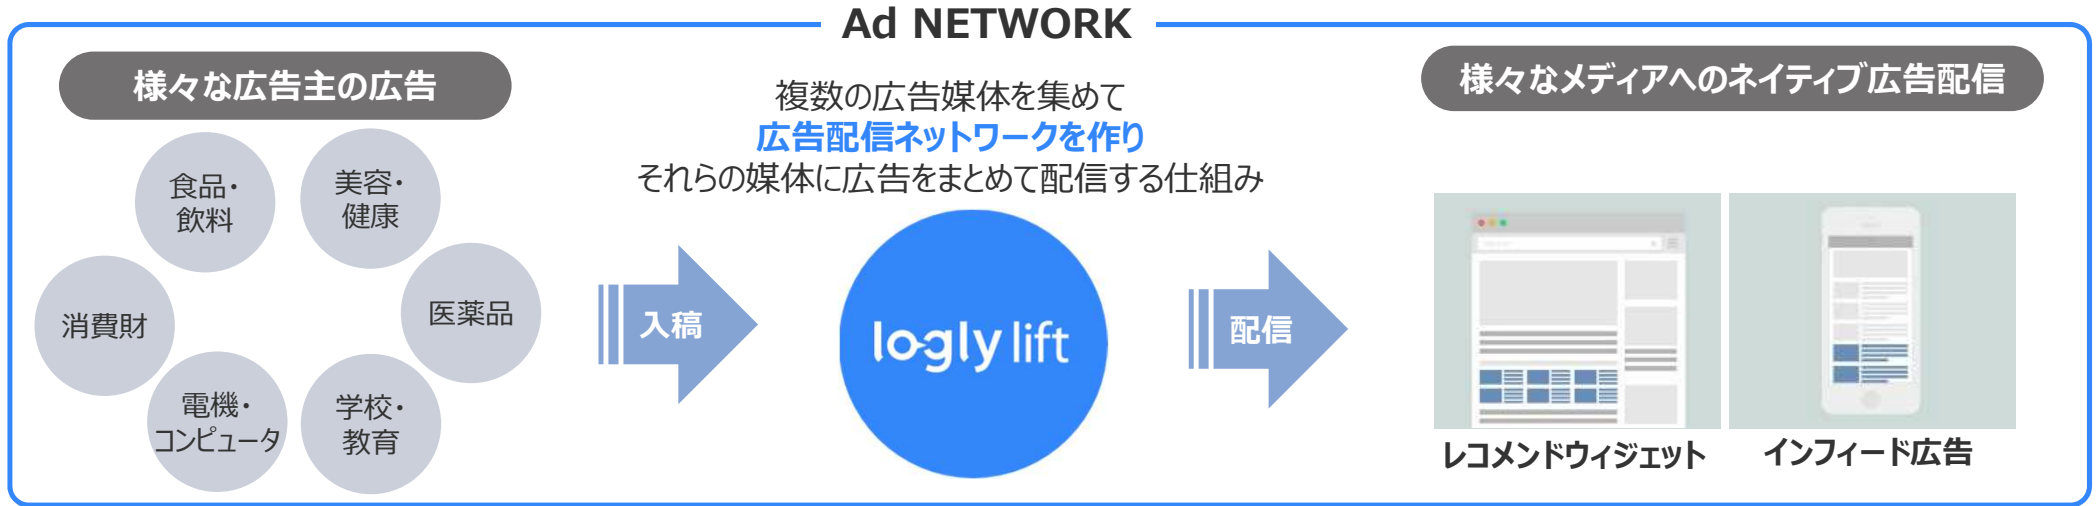 Ad NETWORK
様々な広告主の広告
食品・
飲料
美容・
健康
消費財
医薬品
電機・
コンピュータ
学校・
教育
複数の広告媒体を集めて
広告配信ネットワークを作り
それらの媒体に広告をまとめて配信する仕組み
入稿
logly lift
配信
様々なメディアへのネイティブ広告配信
レコメンドウィジェット
インフィード広告